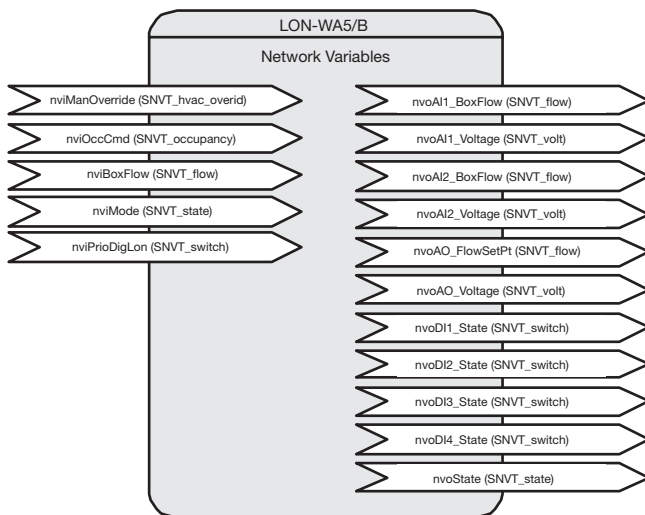 LON-WA5/B
Network Variables
nviManOverride (SNVT_hvac_overid)
nviOccCmd (SNVT_occupancy)
nviBoxFlow (SNVT_flow)
nviMode (SNVT_state)
nviPrioDigLon (SNVT_switch)
nvoAI1_BoxFlow (SNVT_flow)
nvoAI1_Voltage (SNVT_volt)
nvoAI2_BoxFlow (SNVT_flow)
nvoAI2_Voltage (SNVT_volt)
nvoAO_FlowSetPt (SNVT_flow)
nvoAO_Voltage (SNVT_volt)
nvoDI1_State (SNVT_switch)
nvoDI2_State (SNVT_switch)
nvoDI3_State (SNVT_switch)
nvoDI4_State (SNVT_switch)
nvoState (SNVT_state)